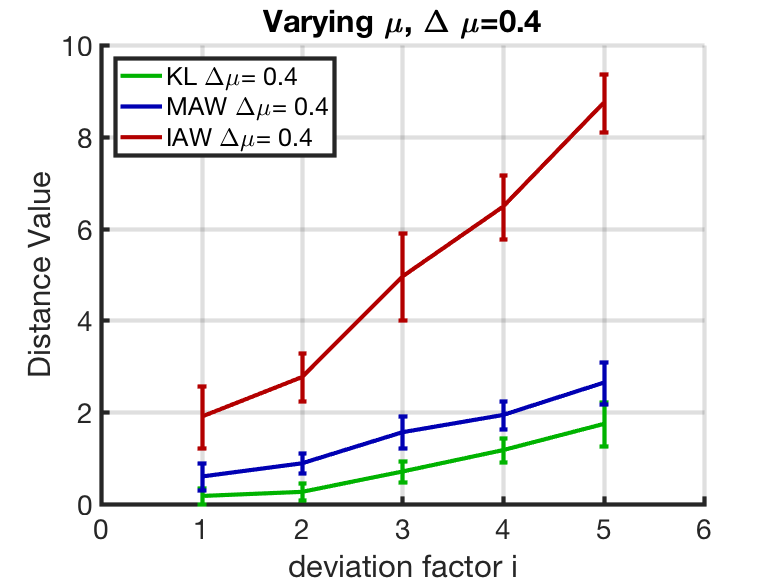 Varying μ, Δ μ=0.4
KL Δμ= 0.4
MAW Δμ= 0.4
IAW Δμ= 0.4
Distance Value
10
8
6
4
2
0
0 1 2 3 4 5 6
deviation factor i